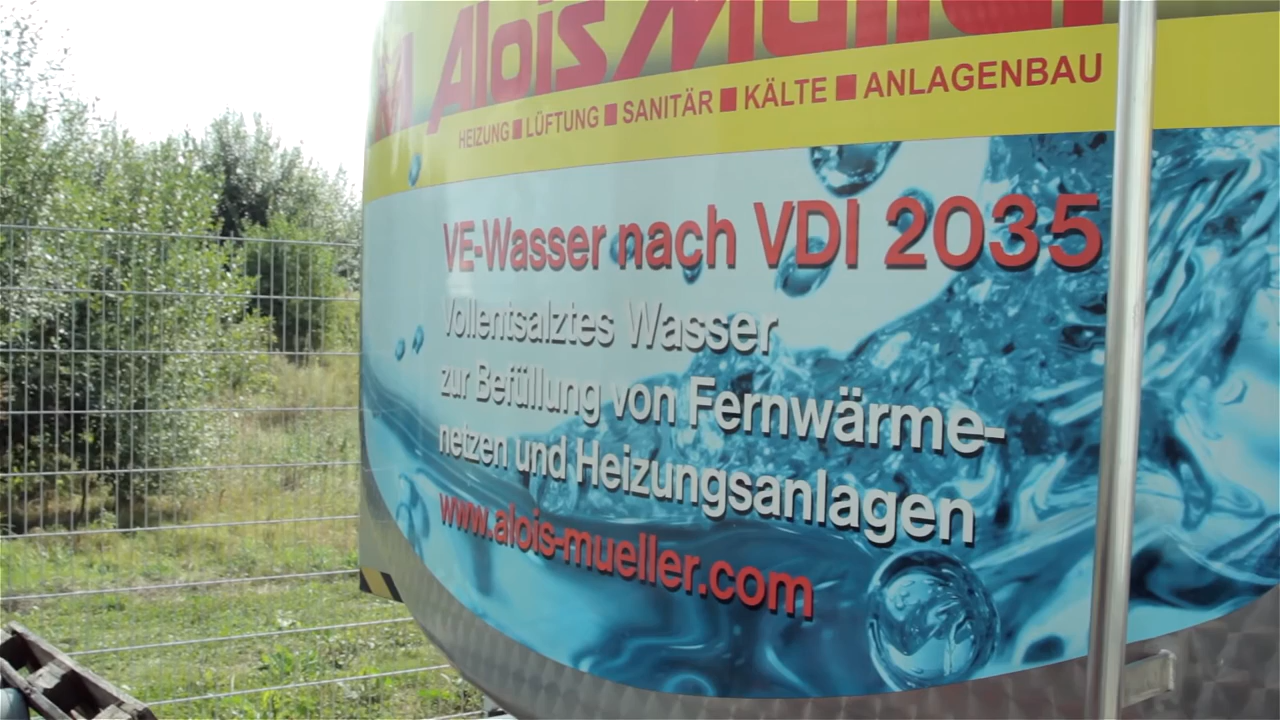 Alois Müller
HEIZUNG ■ LÜFTUNG ■ SANITÄR ■ KÄLTE ■ ANLAGENBAU
VE-Wasser nach VDI 2035
Vollentsalztes Wasser
zur Befüllung von Fernwärme-
netzen und Heizungsanlagen
www.alois-mueller.com